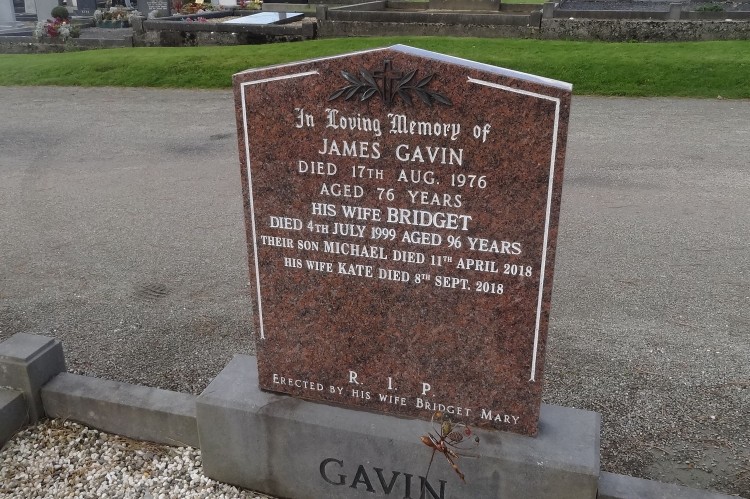 In Loving Memory of
JAMES GAVIN
DIED 17TH AUG. 1976
AGED 76 YEARS
HIS WIFE BRIDGET
DIED 4TH JULY 1999 AGED 96 YEARS
THEIR SON MICHAEL DIED 11TH APRIL 2018
HIS WIFE KATE DIED 8TH SEPT. 2018
R. I. P.
ERECTED BY HIS WIFE BRIDGET MARY
GAVIN